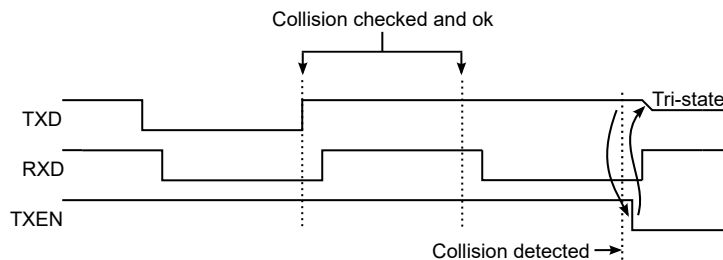 Collision checked and ok
Tri-state
TXD
RXD
TXEN
Collision detected